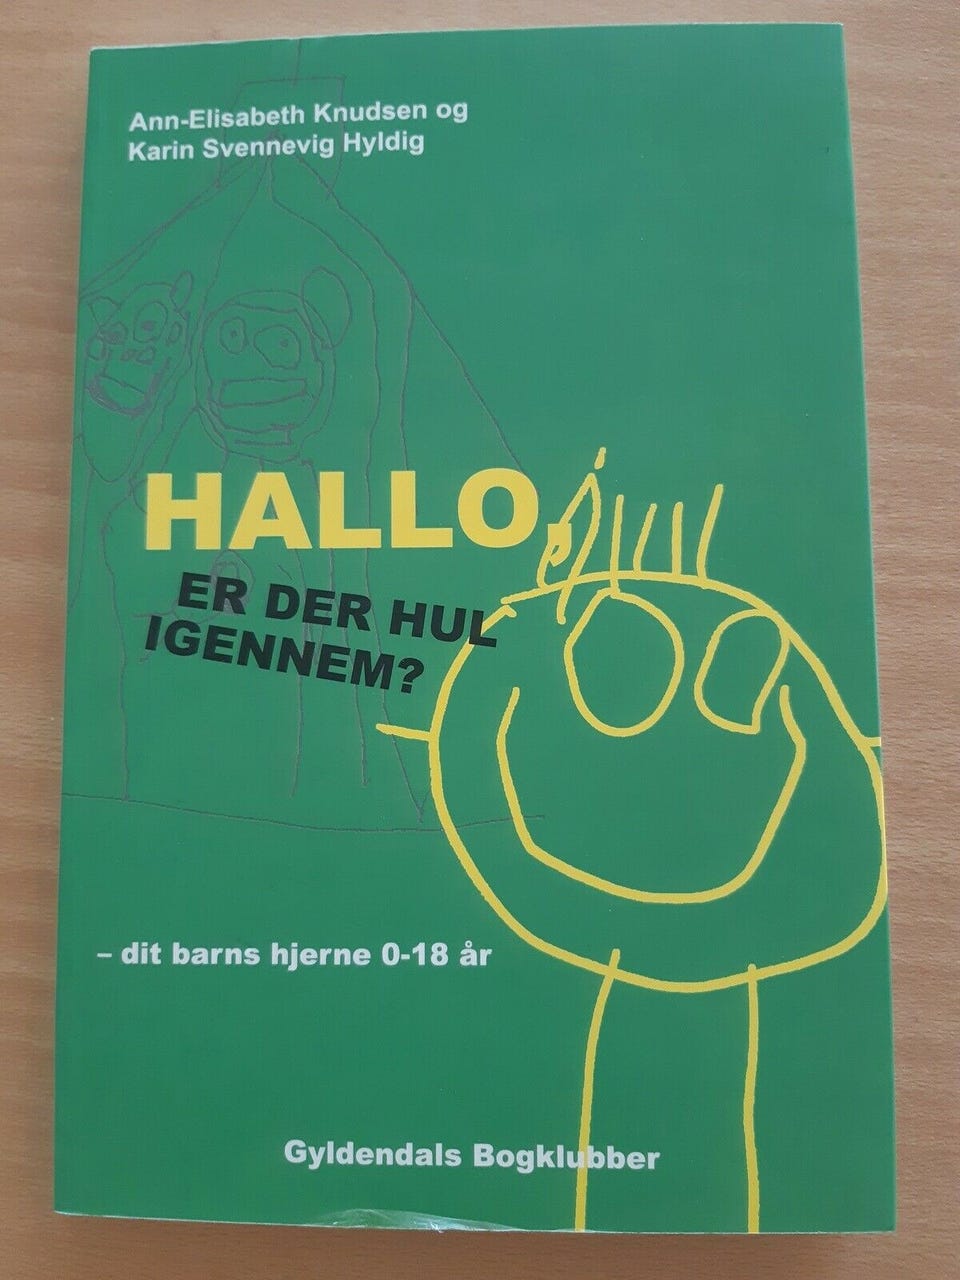 Ann-Elisabeth Knudsen og
Karin Svennevig Hyldig
HALLO,
ER DER HUL
IGENNEM?
– dit barns hjerne 0-18 år
Gyldendals Bogklubber